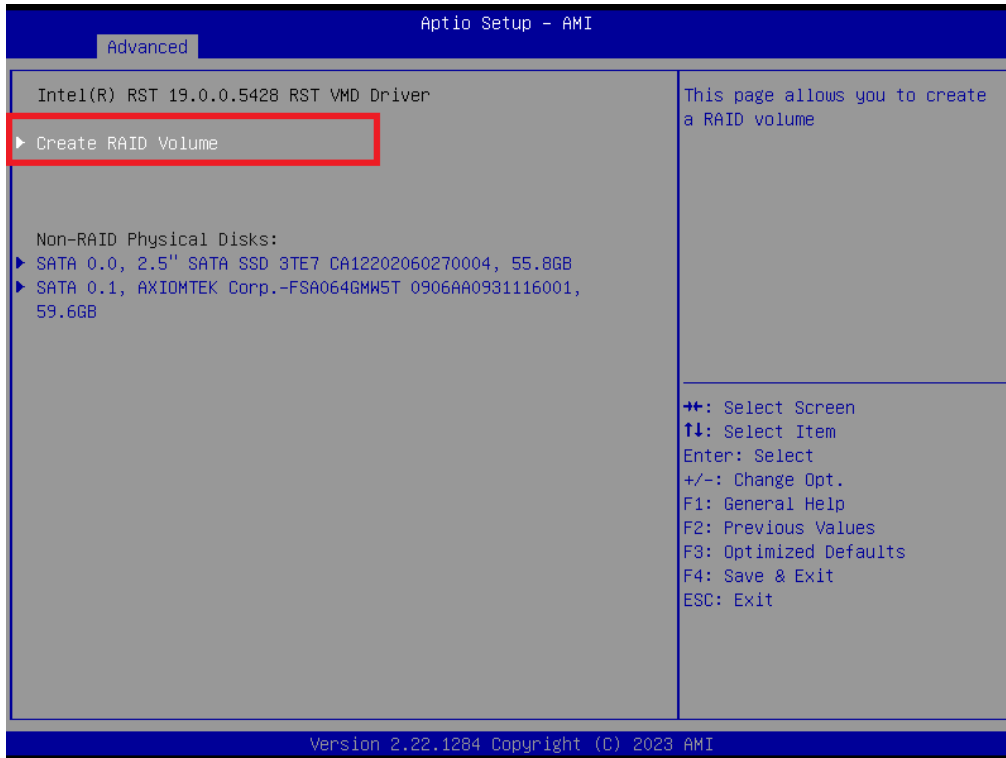 Aptio Setup – AMI
Advanced
Intel(R) RST 19.0.0.5428 RST VMD Driver
Create RAID Volume
Non-RAID Physical Disks:
SATA 0.0, 2.5" SATA SSD 3TE7 CA12202060270004, 55.8GB
SATA 0.1, AXIOMTEK Corp.-FSA064GMW5T 0906AA0931116001,
59.6GB
This page allows you to create
a RAID volume
→←: Select Screen
↑↓: Select Item
Enter: Select
+/-: Change Opt.
F1: General Help
F2: Previous Values
F3: Optimized Defaults
F4: Save & Exit
ESC: Exit
Version 2.22.1284 Copyright (C) 2023 AMI